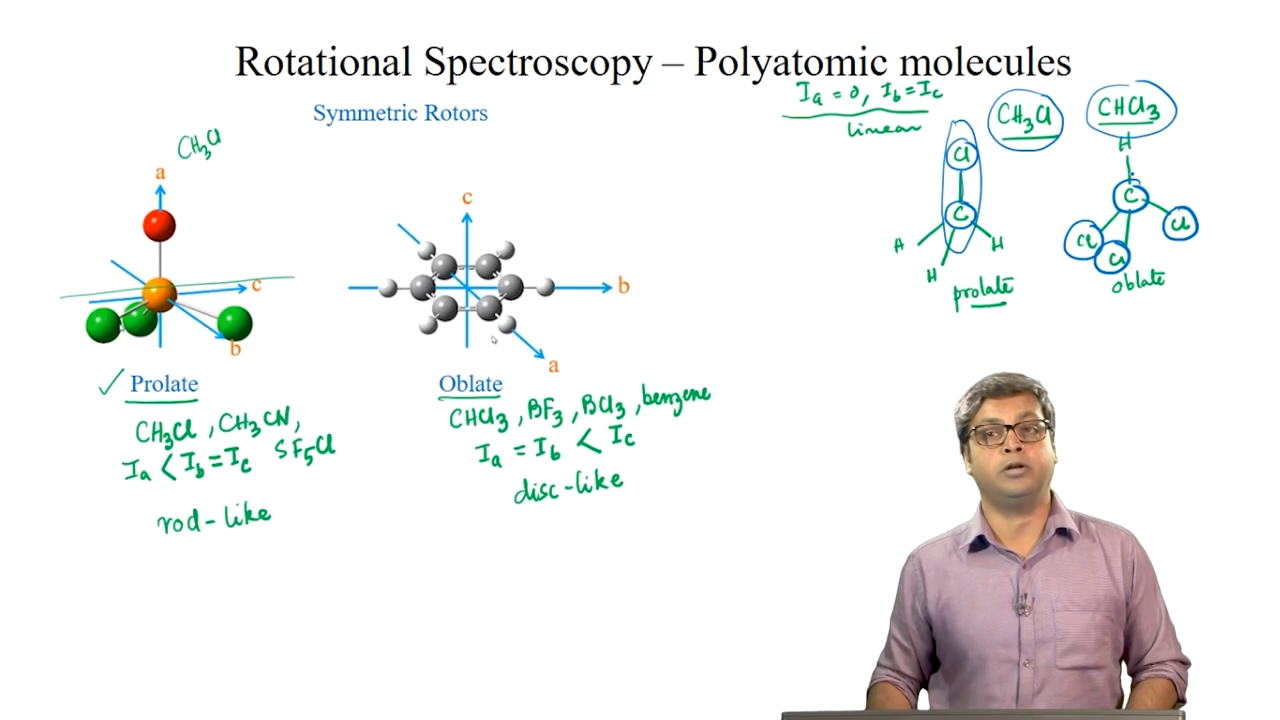 Rotational Spectroscopy – Polyatomic molecules
Symmetric Rotors
Ia = 0, Ib = Ic
linear
CH3Cl
CHCl3
CH3Cl
a
c
b
Prolate
CH3Cl, CH3CN,
Ia < Ib = Ic SF5Cl
rod-like
c
b
a
Oblate
CHCl3, BF3, BCl3, benzene
Ia = Ib < Ic
disc-like
Cl
C
H
H
H
prolate
H
C
Cl
Cl
Cl
oblate